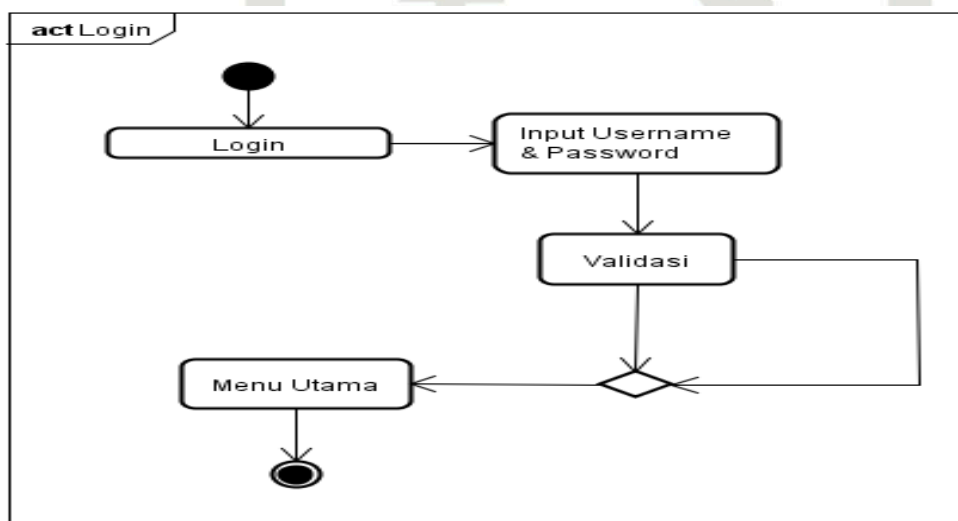 act Login
Login
Input Username
& Password
Validasi
Menu Utama